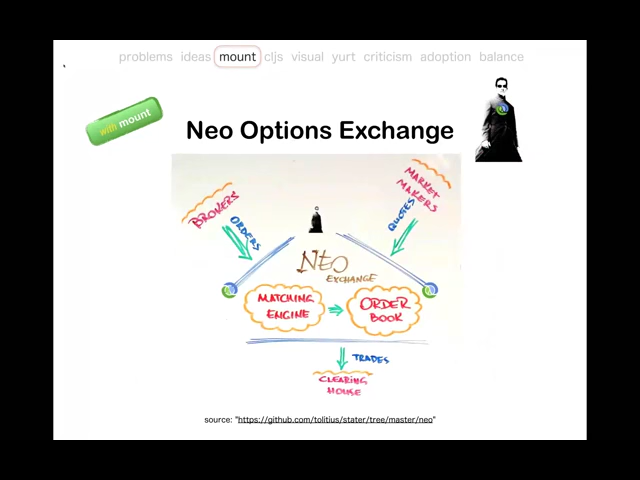 problems ideas mount cljs visual yurt criticism adoption balance
with mount
Neo Options Exchange
BROKERS
ORDERS
MARKET
MAKERS
QUOTES
NEO
EXCHANGE
MATCHING
ENGINE
ORDER
BOOK
TRADES
CLEARING
HOUSE
source: "https://github.com/tolitius/stater/tree/master/neo"